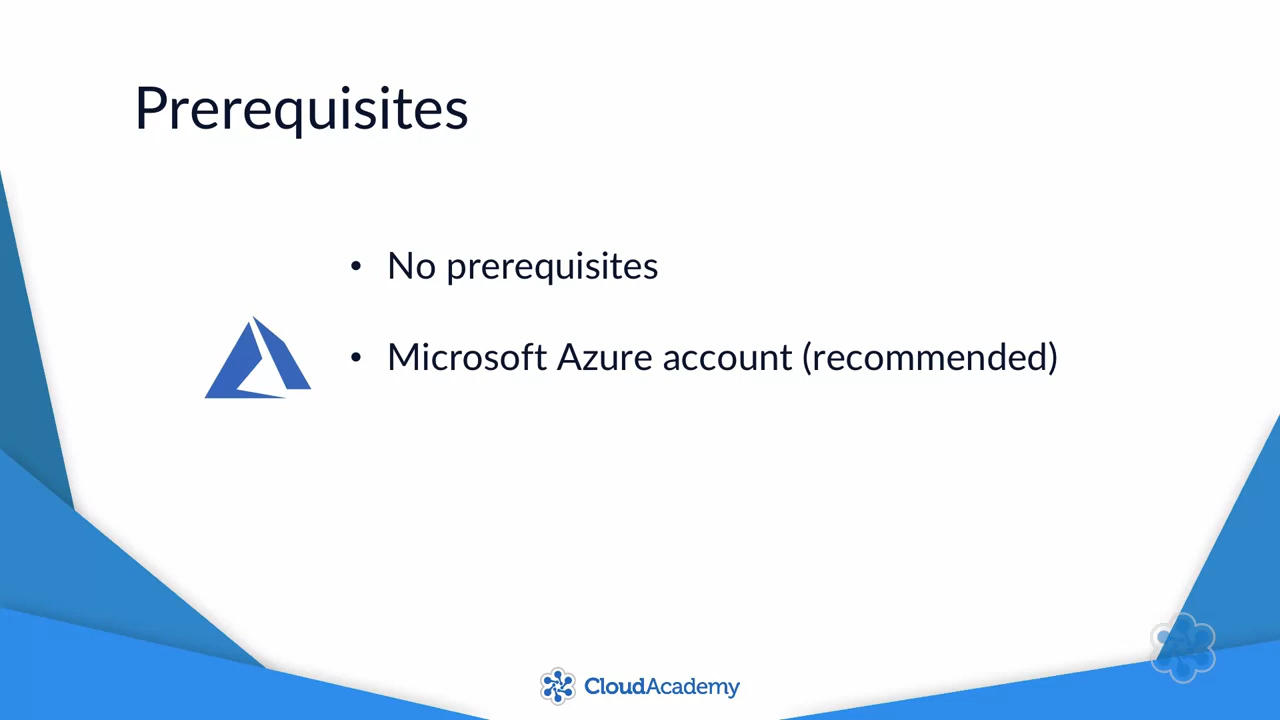 Prerequisites
• No prerequisites
• Microsoft Azure account (recommended)
CloudAcademy